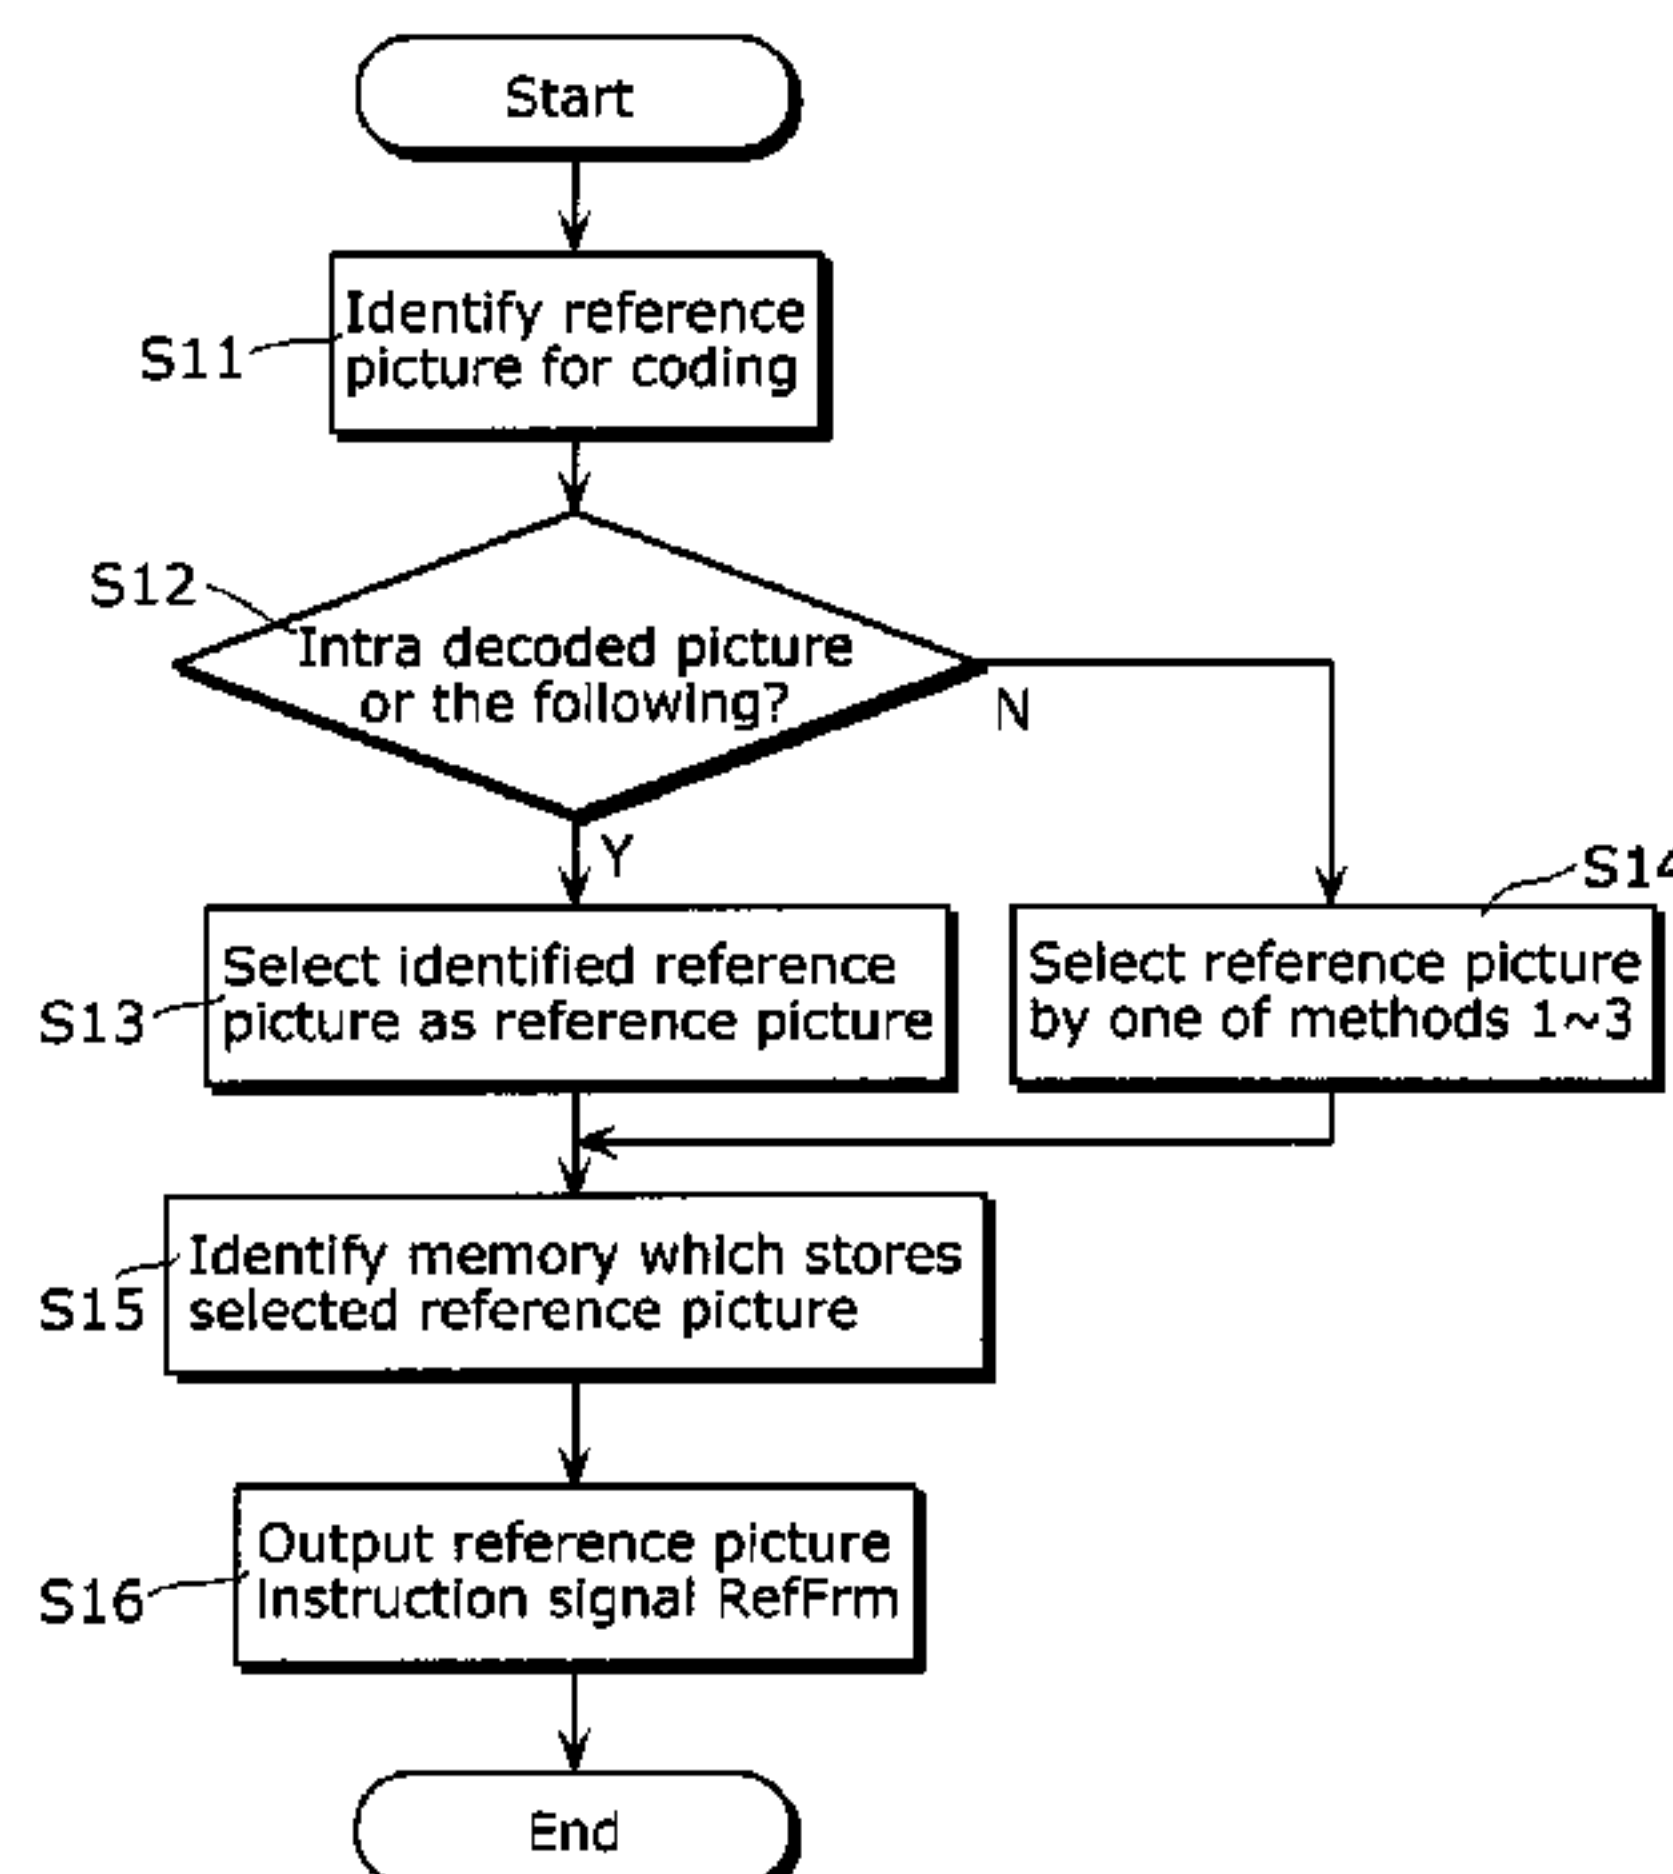 Start
S11
Identify reference
picture for coding
S12
Intra decoded picture
or the following?
N
Y
S14
Select identified reference
picture as reference picture
S13
Select reference picture
by one of methods 1~3
Identify memory which stores
selected reference picture
S15
Output reference picture
Instruction signal RefFrm
S16
End